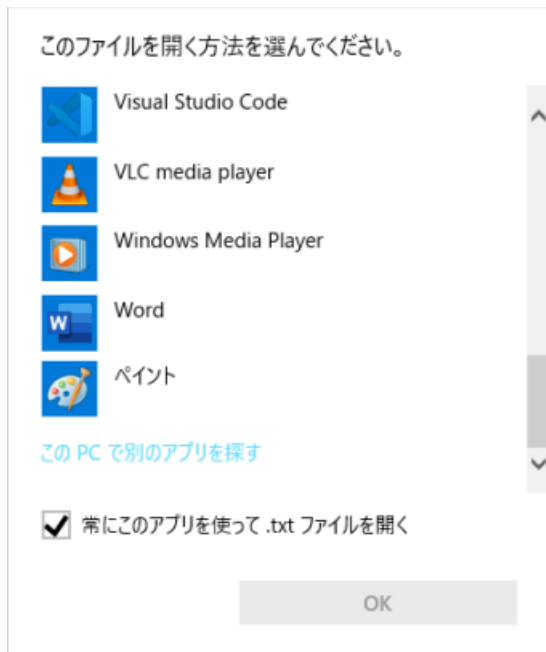 このファイルを開く方法を選んでください。
Visual Studio Code
VLC media player
Windows Media Player
W
Word
ペイント
この PC で別のアプリを探す
常にこのアプリを使って .txt ファイルを開く
OK